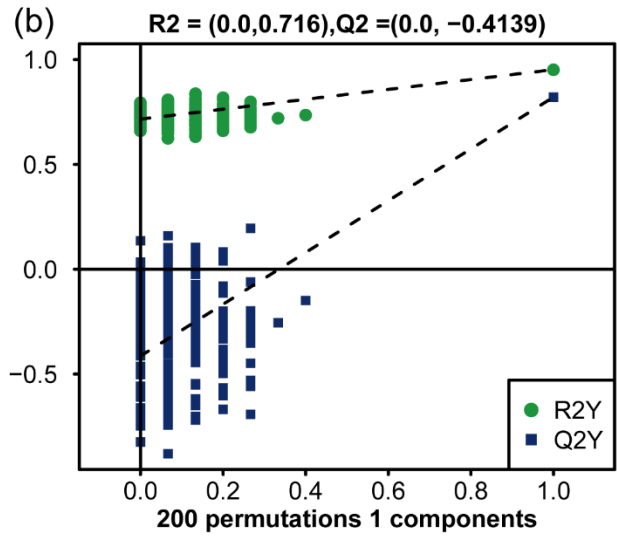 (b)
R2 = (0.0,0.716),Q2 =(0.0, −0.4139)
1.0
0.5
0.0
−0.5
R2Y
Q2Y
0.0 0.2 0.4 0.6 0.8 1.0
200 permutations 1 components